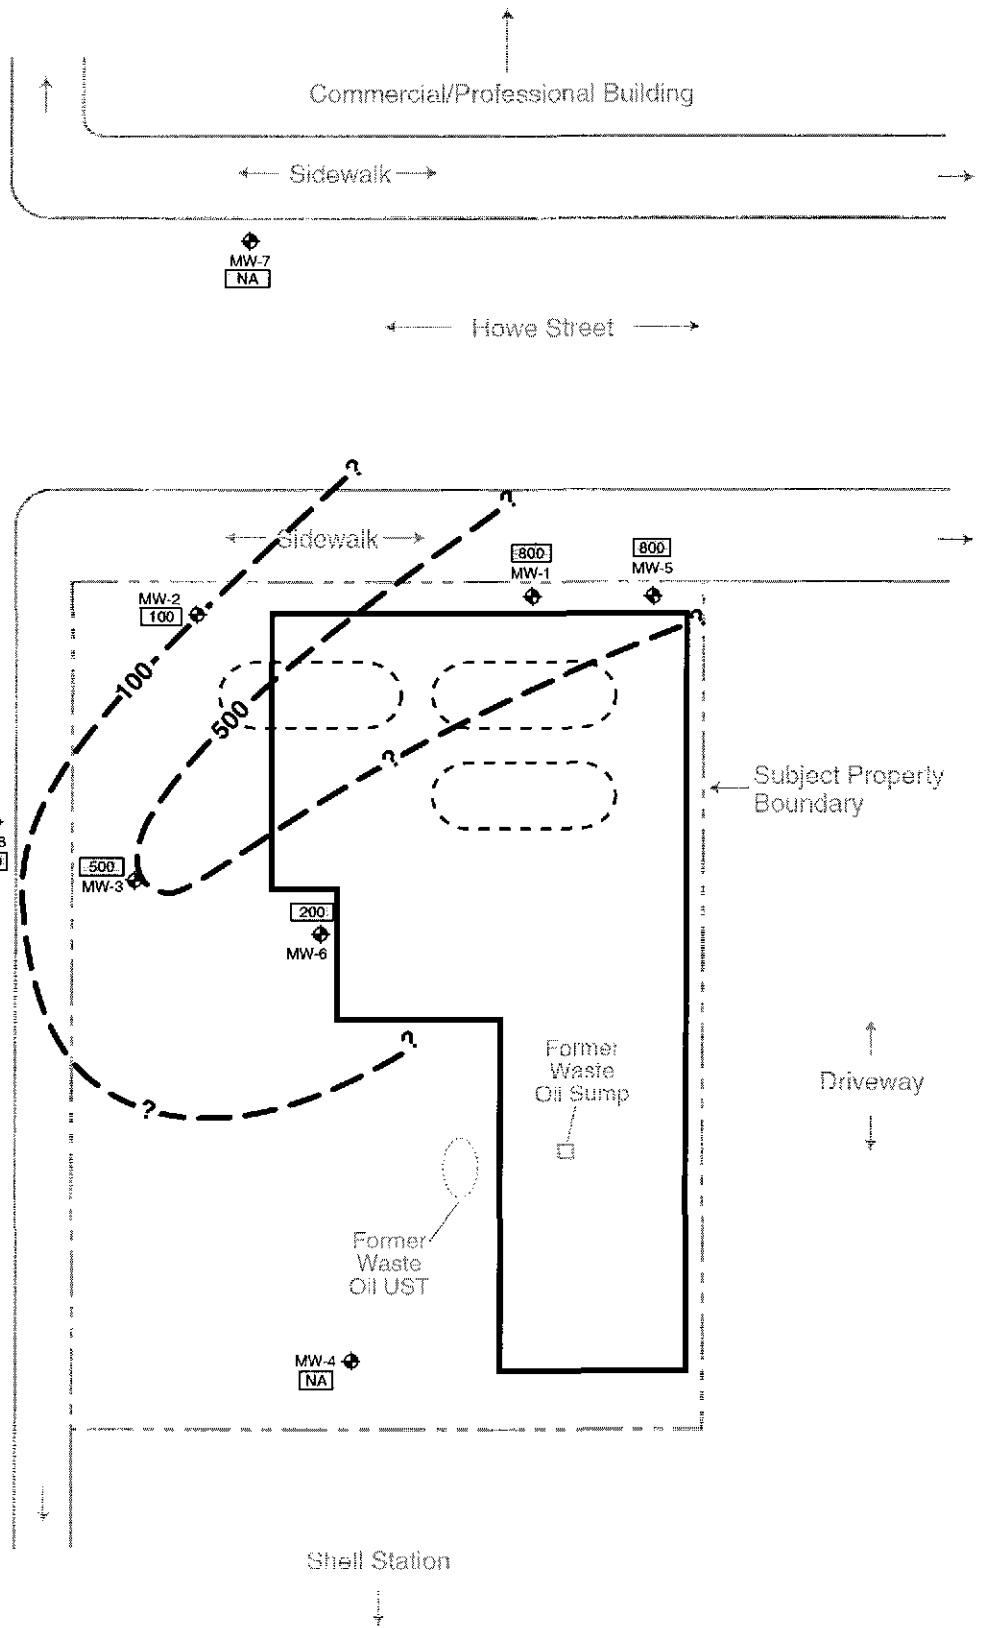 Commercial/Professional Building
Sidewalk
MW-7
NA
Howe Street
?
?
Sidewalk
800
MW-1
800
MW-5
MW-2
100
?
100
500
?
Subject Property
Boundary
500
MW-3
200
MW-6
?
Former
Waste
Oil Sump
Driveway
?
Former
Waste
Oil UST
MW-4
NA
Shell Station